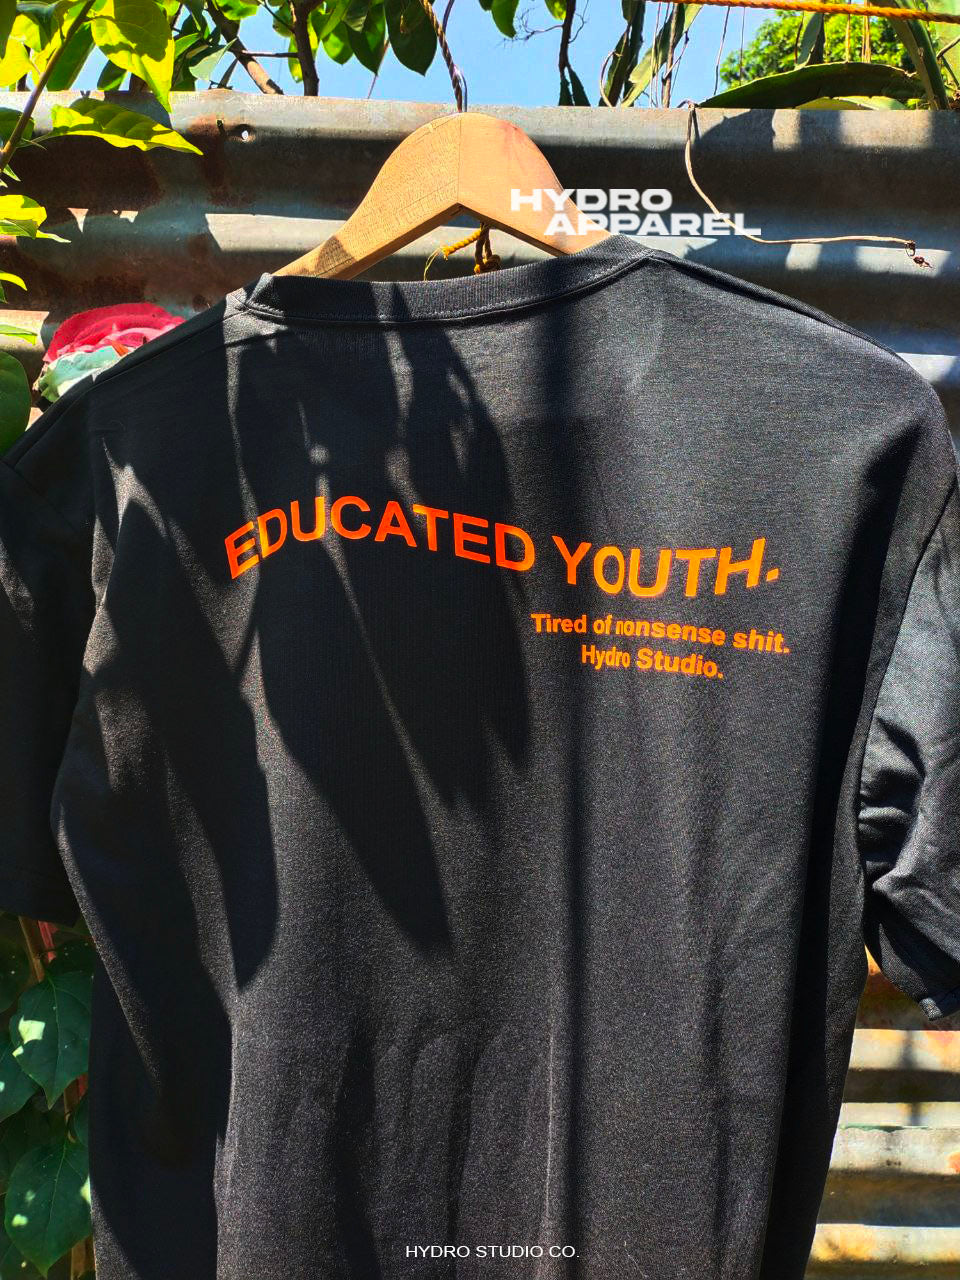 HYDRO
APPAREL
EDUCATED YOUTH.
Tired of nonsense shit.
Hydro Studio.
HYDRO STUDIO CO.